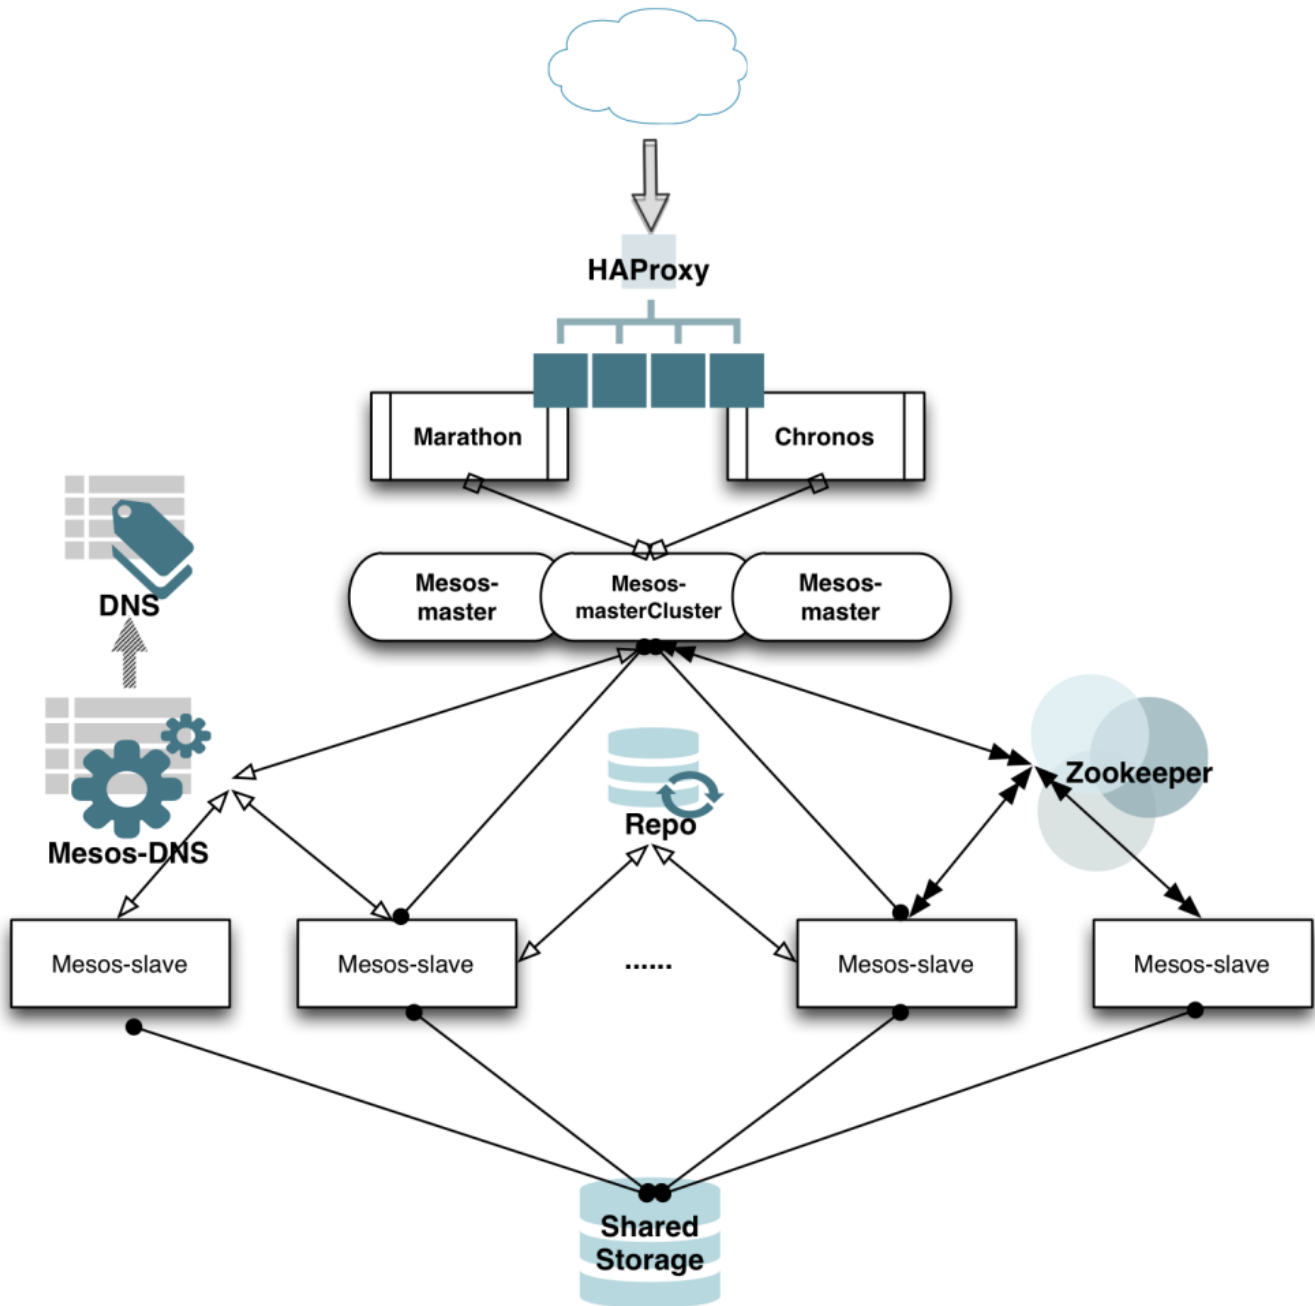 HAProxy
Marathon
Chronos
DNS
Mesos-
master
Mesos-
masterCluster
Mesos-
master
Mesos-DNS
Repo
Zookeeper
Mesos-slave
Mesos-slave
......
Mesos-slave
Mesos-slave
Shared
Storage